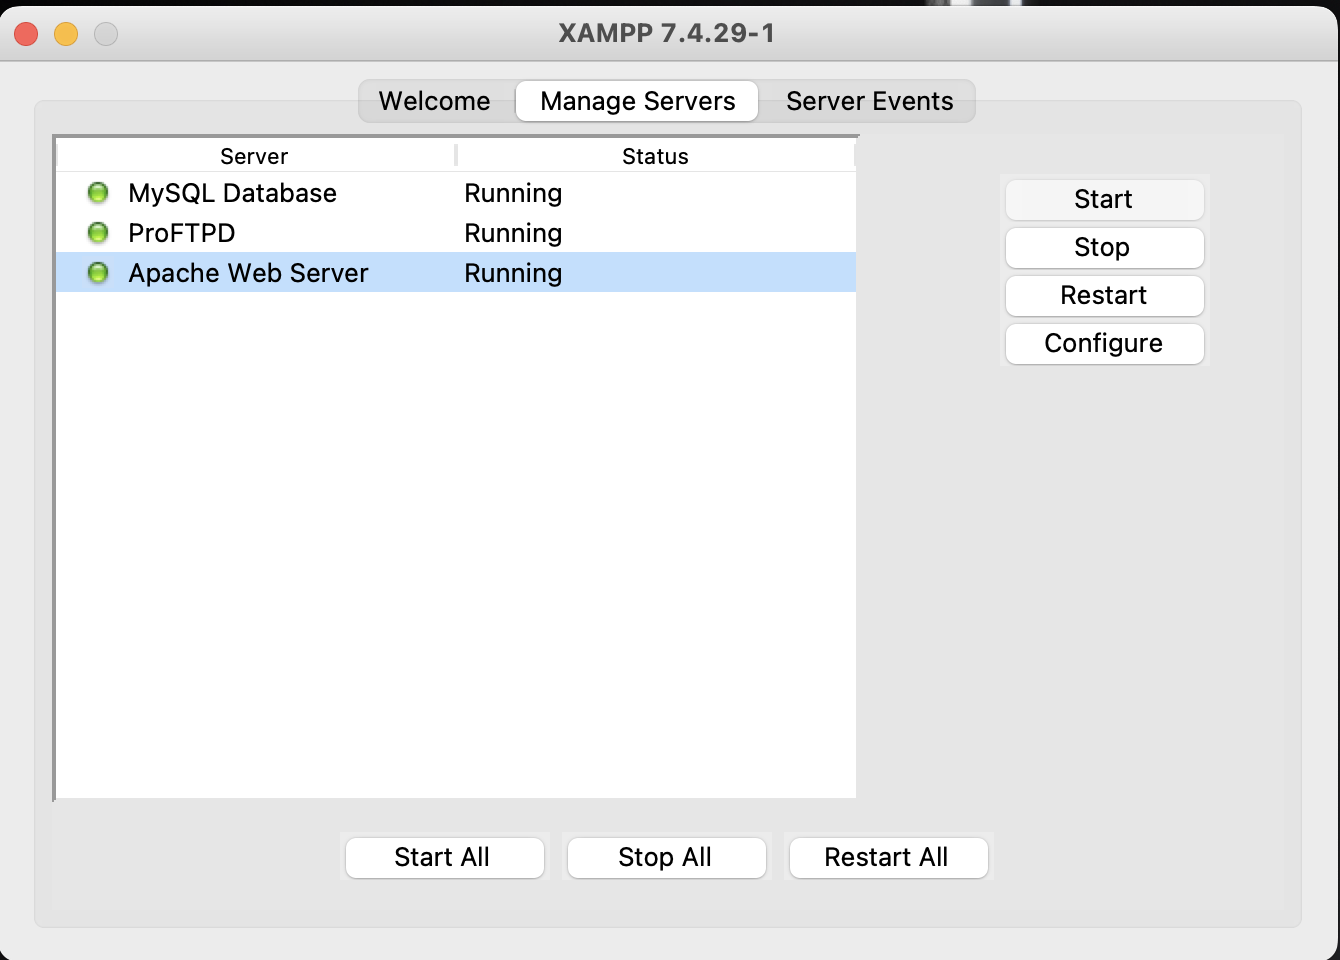 XAMPP 7.4.29-1
Welcome Manage Servers Server Events
Server Status
MySQL Database Running
ProFTPD Running
Apache Web Server Running
Start
Stop
Restart
Configure
Start All Stop All Restart All